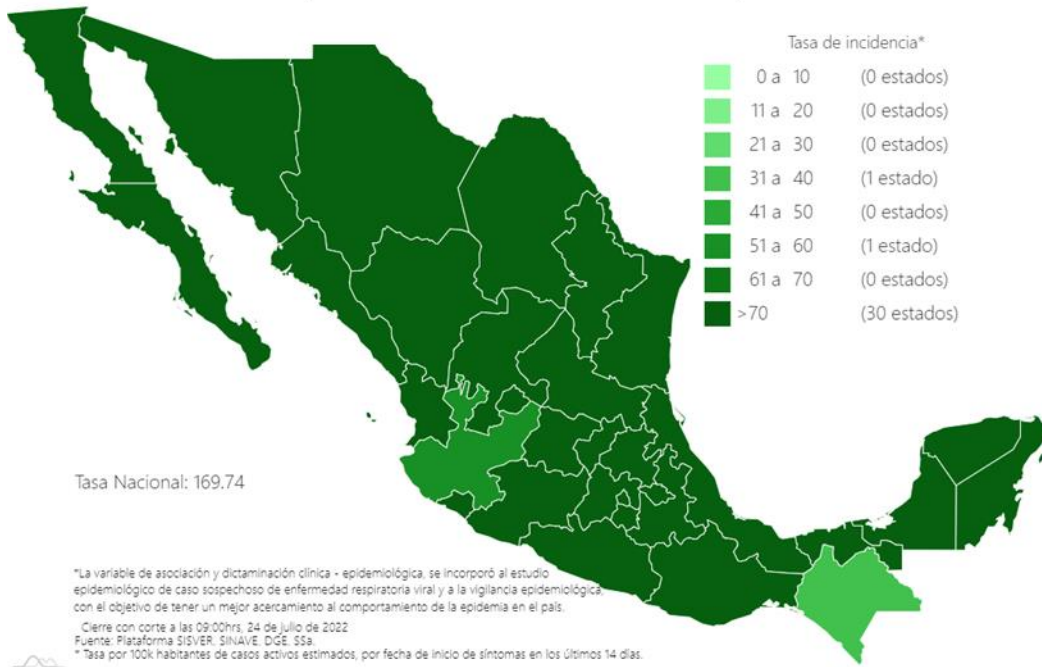 Tasa de incidencia*
0 a 10 (0 estados)
11 a 20 (0 estados)
21 a 30 (0 estados)
31 a 40 (1 estado)
41 a 50 (0 estados)
51 a 60 (1 estado)
61 a 70 (0 estados)
>70 (30 estados)
Tasa Nacional: 169.74
*La variable de asociación y dictaminación clínica - epidemiológica, se incorporó al estudio
epidemiológico de caso sospechoso de enfermedad respiratoria viral y a la vigilancia epidemiológica,
con el objetivo de tener un mejor acercamiento al comportamiento de la epidemia en el país.
Cierre con corte a las 09:00hrs, 24 de julio de 2022
Fuente: Plataforma SISVER, SINAVE, DGE, SSa.
* Tasa por 100k habitantes de casos activos estimados, por fecha de inicio de síntomas en los últimos 14 días.